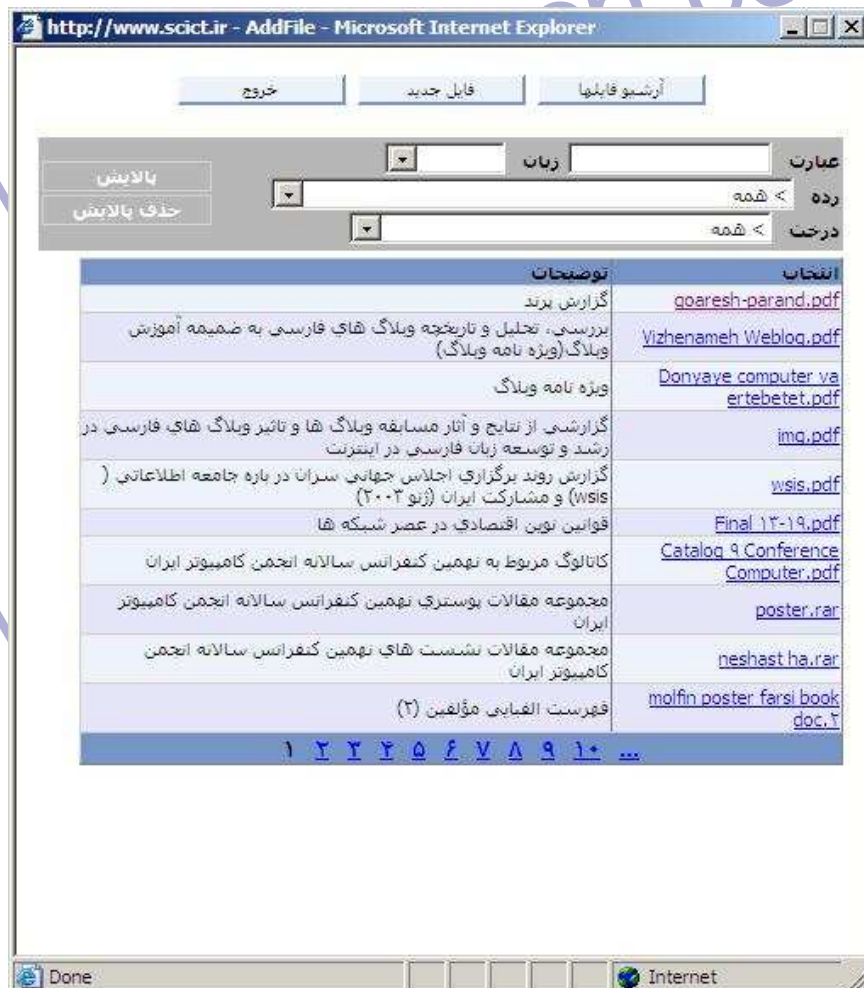 http://www.scict.ir - AddFile - Microsoft Internet Explorer
آرشیو فایلها
فایل جدید
خروج
عبارت
زبان
پالایش
رده
> همه
حذف پالایش
درخت
> همه
انتخاب
توضیحات
goaresh-parand.pdf
گزارش پرند
Vizhenameh Weblog.pdf
بررسی، تحلیل و تاریخچه وبلاگ هاي فارسی به ضمیمه آموزش
وبلاگ(ویژه نامه وبلاگ)
Donyaye computer va
ertebetet.pdf
ویژه نامه وبلاگ
img.pdf
گزارشی از نتایج و آثار مسابقه وبلاگ ها و تاثیر وبلاگ هاي فارسی در
رشد و توسعه زبان فارسی در اینترنت
wsis.pdf
گزارش روند برگزاري اجلاس جهانی سران در باره جامعه اطلاعاتی (
wsis) و مشارکت ایران (ژنو ۲۰۰۳)
Final ۱۳-۱۹.pdf
قوانین نوین اقتصادي در عصر شبکه ها
Catalog ۹ Conference
Computer.pdf
کاتالوگ مربوط به نهمین کنفرانس سالانه انجمن کامپیوتر ایران
poster.rar
مجموعه مقالات پوستري نهمین کنفرانس سالانه انجمن کامپیوتر
ایران
neshast ha.rar
مجموعه مقالات نشست هاي نهمین کنفرانس سالانه انجمن
کامپیوتر ایران
molfin poster farsi book
doc.۲
فهرست الفبایی مؤلفین (۲)
۱ ۲ ۳ ۴ ۵ ۶ ۷ ۸ ۹ ۱۰ ...
Done
Internet